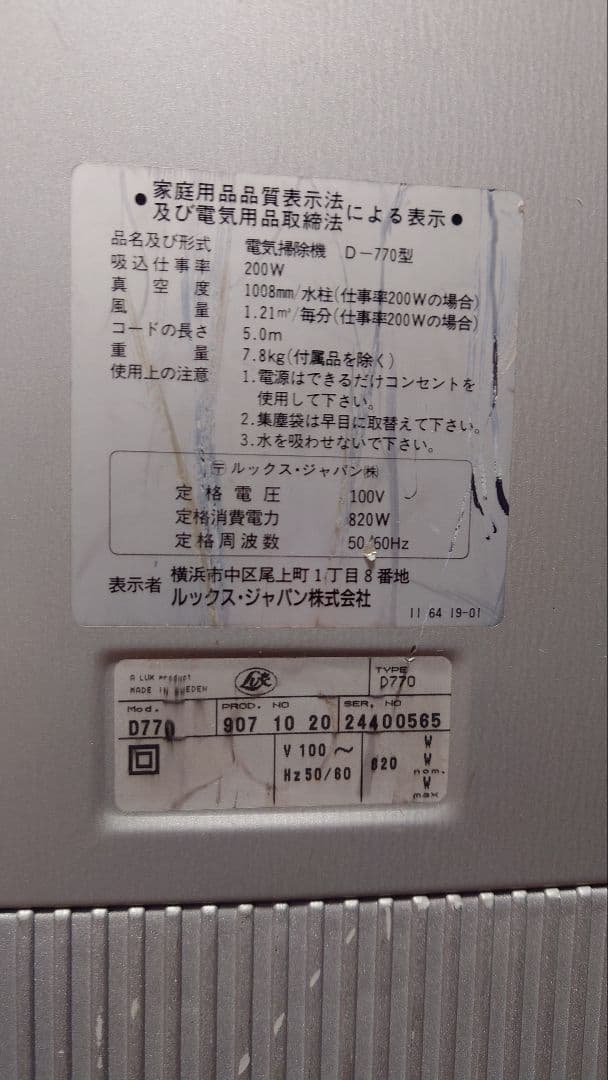 ●家庭用品品質表示法
及び電気用品取締法による表示●
品名及び形式 電気掃除機 D-770型
吸込仕事率 200W
真空度 1008mm/水柱(仕事率200Wの場合)
風量 1.21m³/毎分(仕事率200Wの場合)
コードの長さ 5.0m
重量 7.8kg(付属品を除く)
使用上の注意 1.電源はできるだけコンセントを
使用して下さい。
2.集塵袋は早目に取替えて下さい。
3.水を吸わせないで下さい。
〒 ルックス・ジャパン㈱
定格電圧 100V
定格消費電力 820W
定格周波数 50/60Hz
表示者 横浜市中区尾上町1丁目8番地
ルックス・ジャパン株式会社
11 64 19-01
A LUX product
MADE IN SWEDEN
LUX
TYPE
D770
Mod. PROD. NO SER. NO
D770 907 10 20 24400565
V 100 ~
Hz 50/60
820 W
W nom.
W max